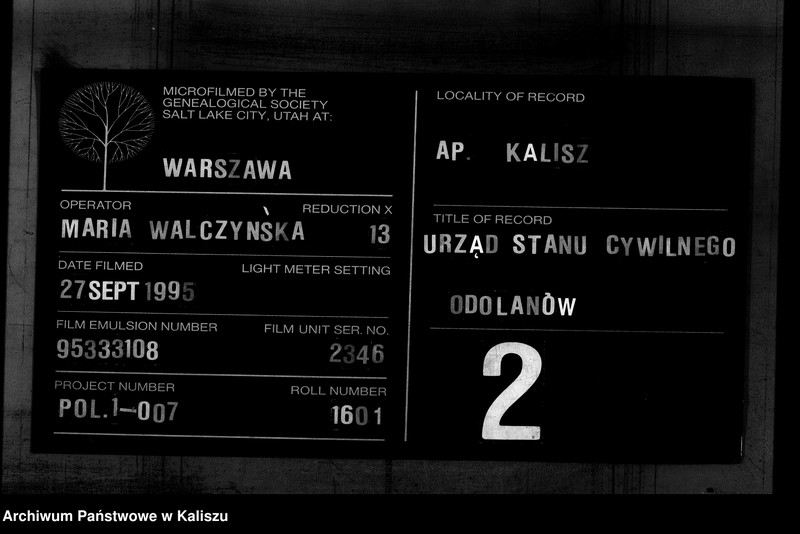 MICROFILMED BY THE
GENEALOGICAL SOCIETY
SALT LAKE CITY, UTAH AT:
WARSZAWA
OPERATOR
REDUCTION X
MARIA WALCZYŃSKA
13
DATE FILMED
LIGHT METER SETTING
27 SEPT 1995
FILM EMULSION NUMBER
FILM UNIT SER. NO.
95333108
2346
PROJECT NUMBER
ROLL NUMBER
POL.1-007
1601
LOCALITY OF RECORD
AP. KALISZ
TITLE OF RECORD
URZĄD STANU CYWILNEGO
ODOLANÒW
2
Archiwum Państwowe w Kaliszu